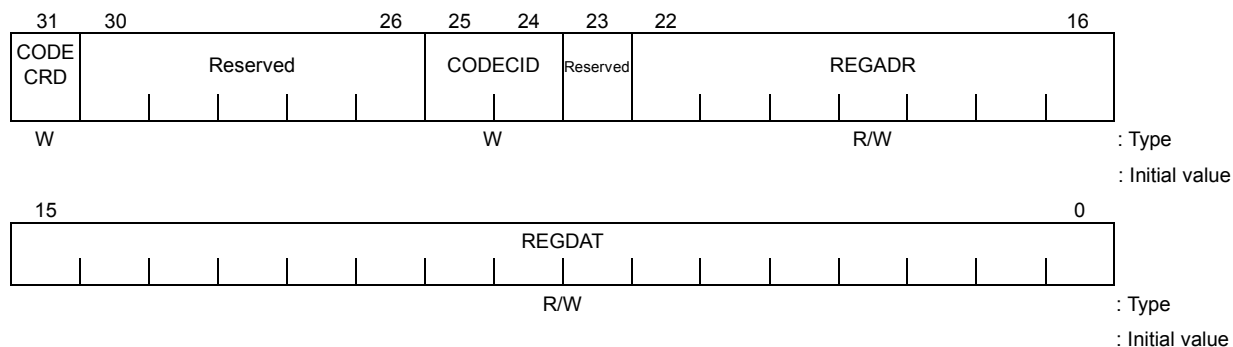 31 30 26 25 24 23 22 16
CODE
CRD Reserved CODECID Reserved REGADR
W W R/W : Type
: Initial value
15 0
REGDAT
R/W : Type
: Initial value